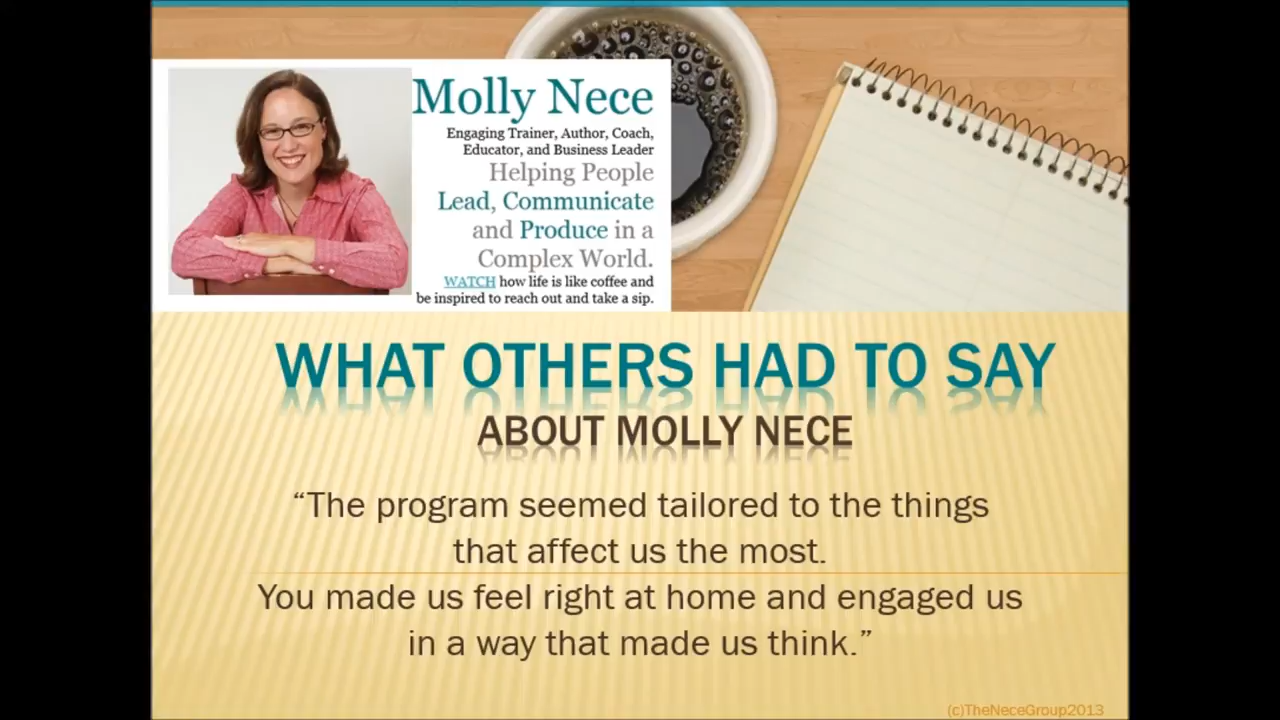 Molly Nece
Engaging Trainer, Author, Coach,
Educator, and Business Leader
Helping People
Lead, Communicate
and Produce in a
Complex World.
WATCH how life is like coffee and
be inspired to reach out and take a sip.
WHAT OTHERS HAD TO SAY
ABOUT MOLLY NECE
“The program seemed tailored to the things
that affect us the most.
You made us feel right at home and engaged us
in a way that made us think.”
(c)TheNeceGroup2013